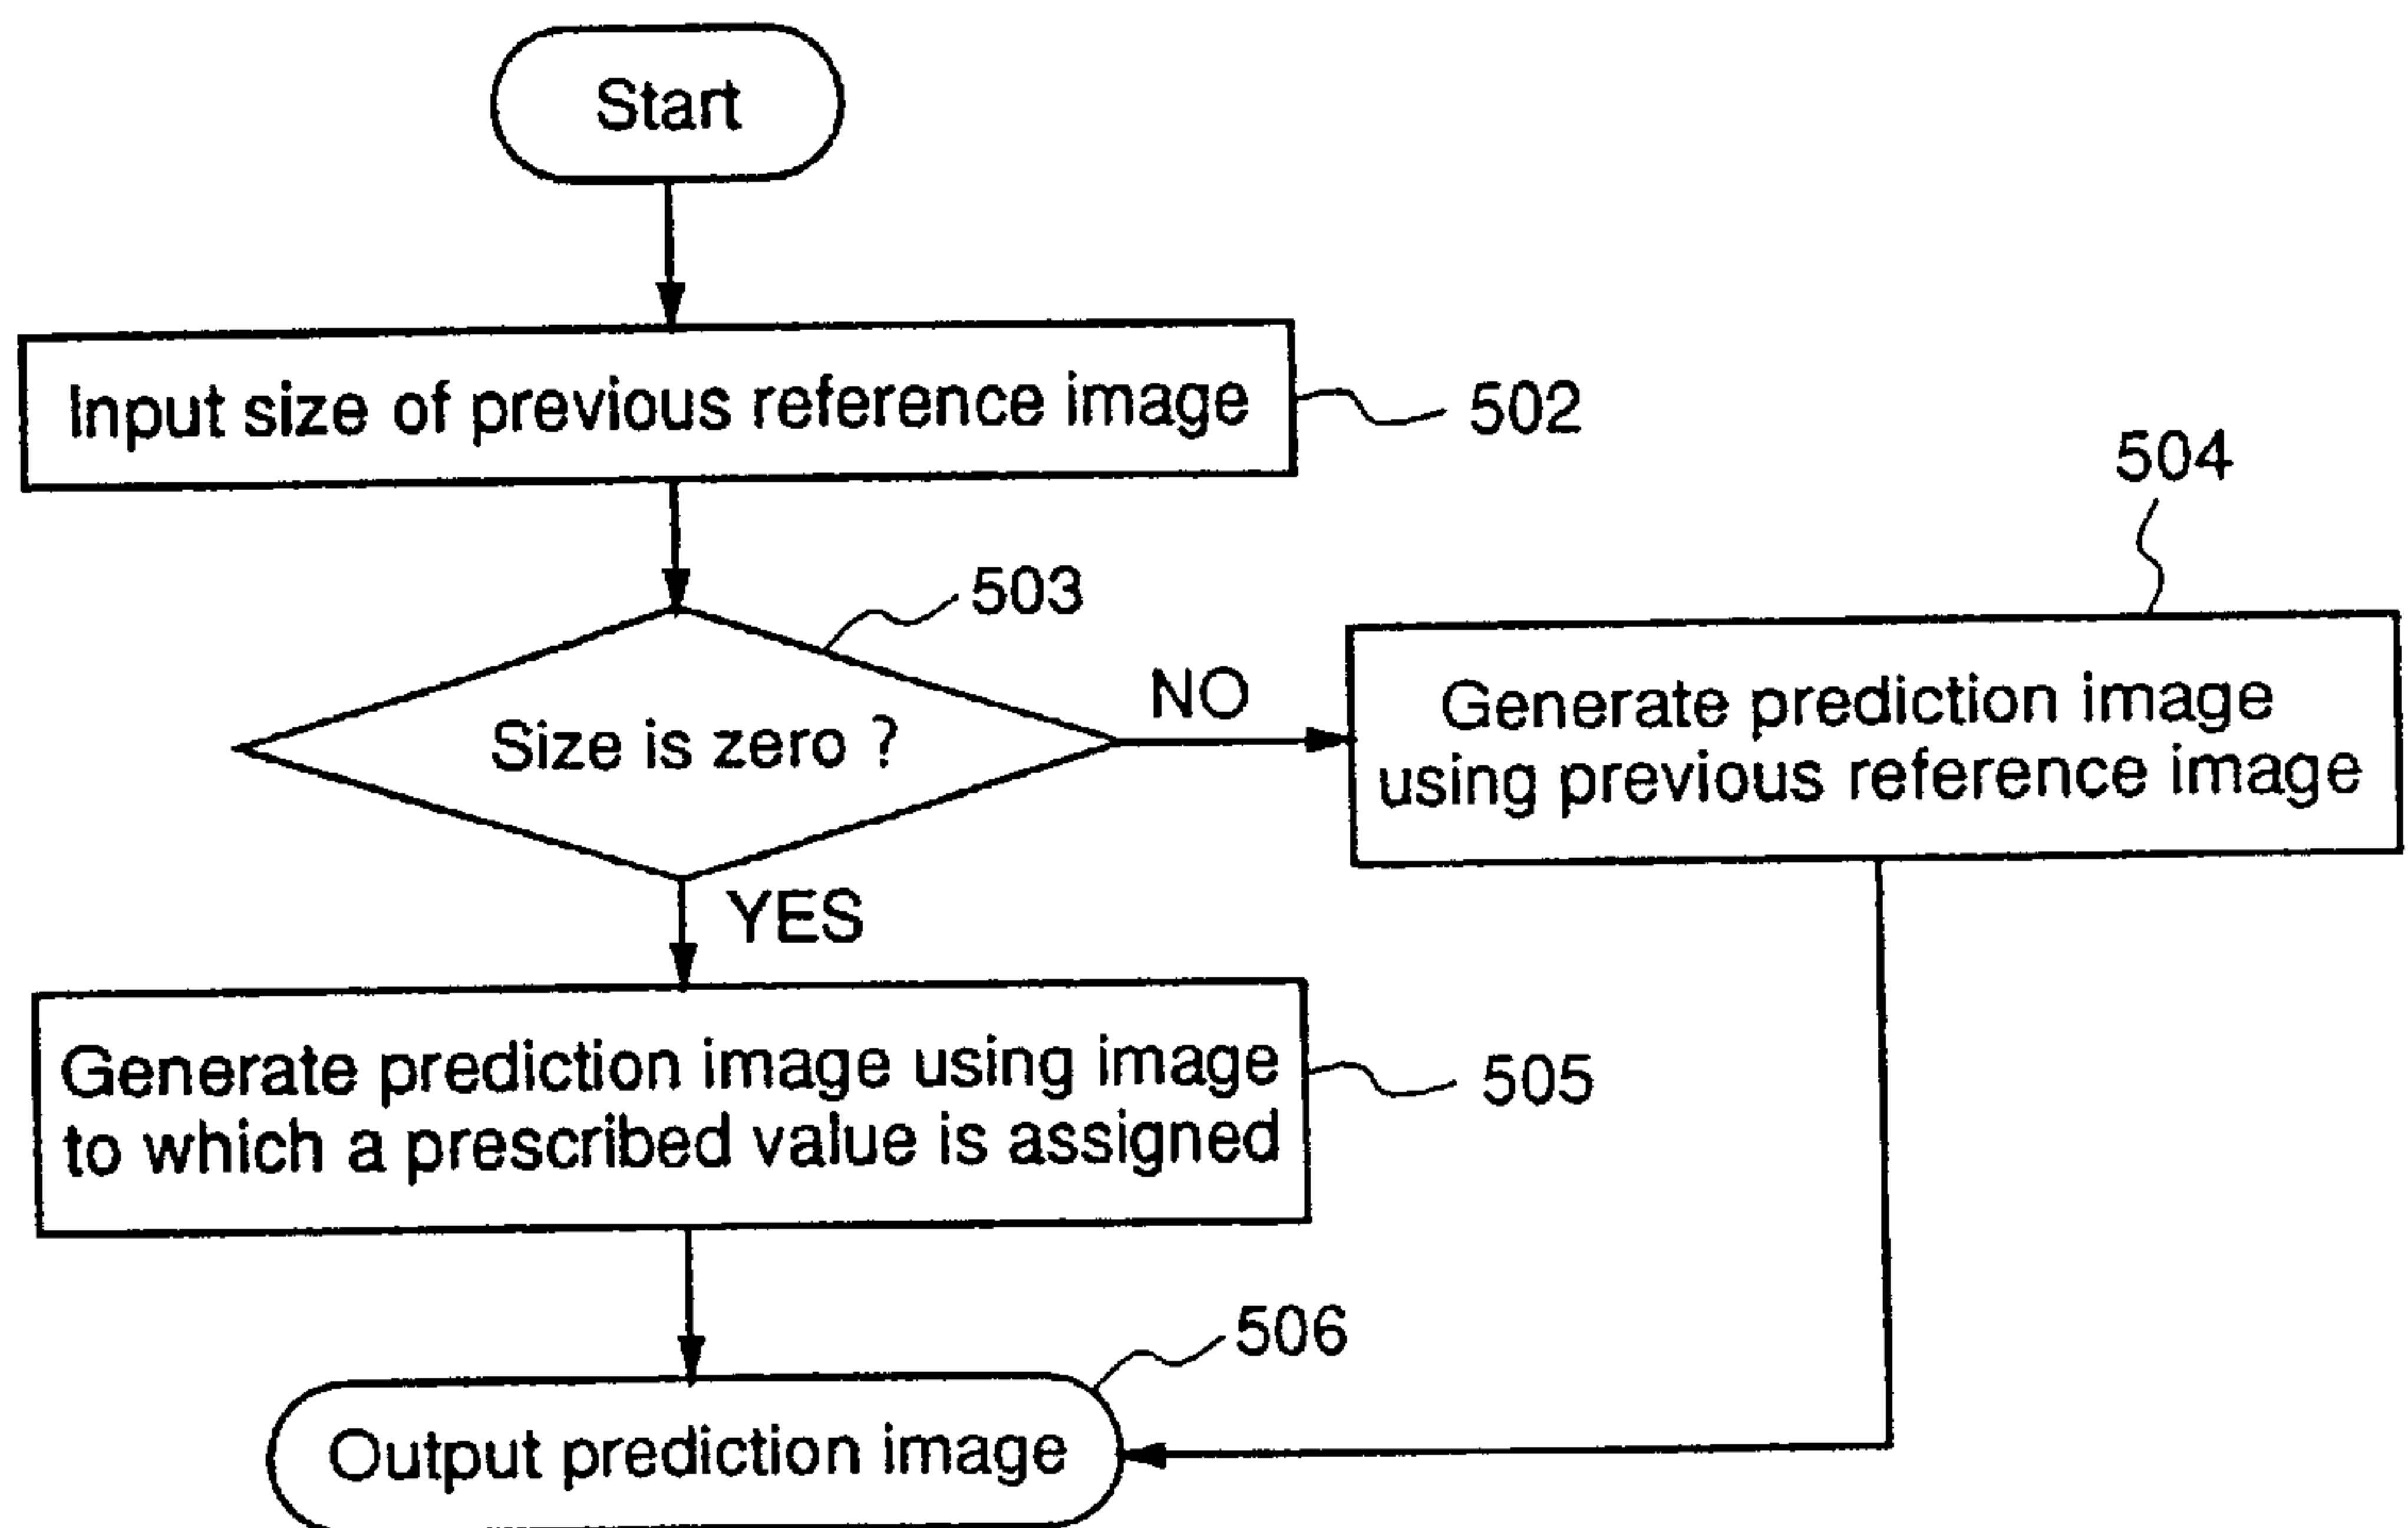 Start
Input size of previous reference image
502
503
504
Size is zero ?
NO
Generate prediction image
using previous reference image
YES
Generate prediction image using image
to which a prescribed value is assigned
505
506
Output prediction image